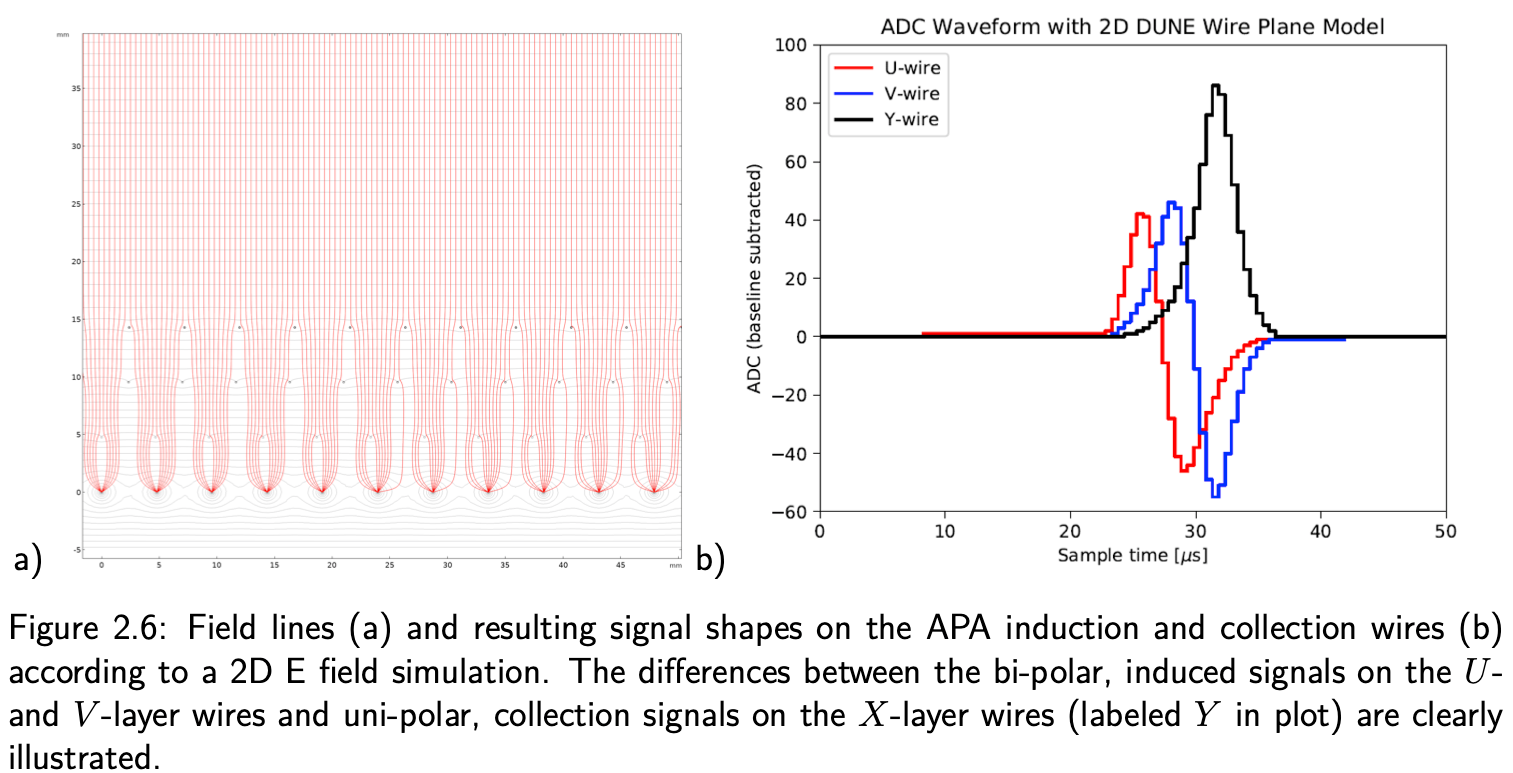 mm
35
30
25
20
15
10
5
0
-5
0 5 10 15 20 25 30 35 40 45 mm
a)
ADC Waveform with 2D DUNE Wire Plane Model
U-wire
V-wire
Y-wire
ADC (baseline subtracted)
100
80
60
40
20
0
−20
−40
−60
0 10 20 30 40 50
Sample time [μs]
b)
Figure 2.6: Field lines (a) and resulting signal shapes on the APA induction and collection wires (b)
according to a 2D E field simulation. The differences between the bi-polar, induced signals on the U-
and V-layer wires and uni-polar, collection signals on the X-layer wires (labeled Y in plot) are clearly
illustrated.